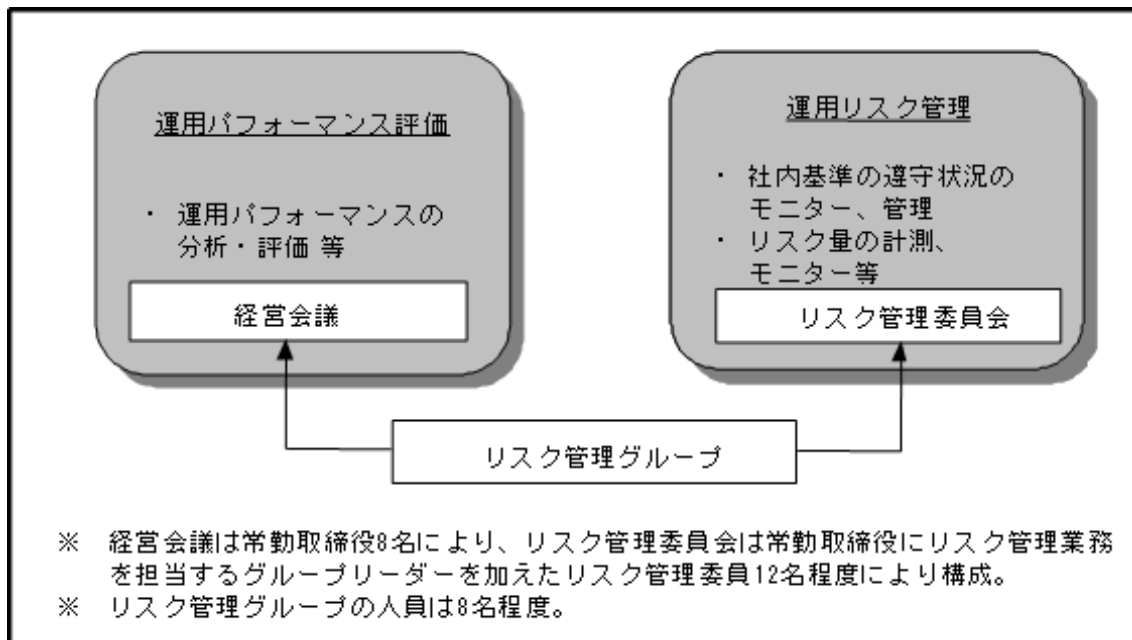 運用パフォーマンス評価
・ 運用パフォーマンスの
分析・評価 等
経営会議
運用リスク管理
・ 社内基準の遵守状況の
モニター、管理
・ リスク量の計測、
モニター等
リスク管理委員会
リスク管理グループ
※ 経営会議は常勤取締役8名により、リスク管理委員会は常勤取締役にリスク管理業務
を担当するグループリーダーを加えたリスク管理委員12名程度により構成。
※ リスク管理グループの人員は8名程度。